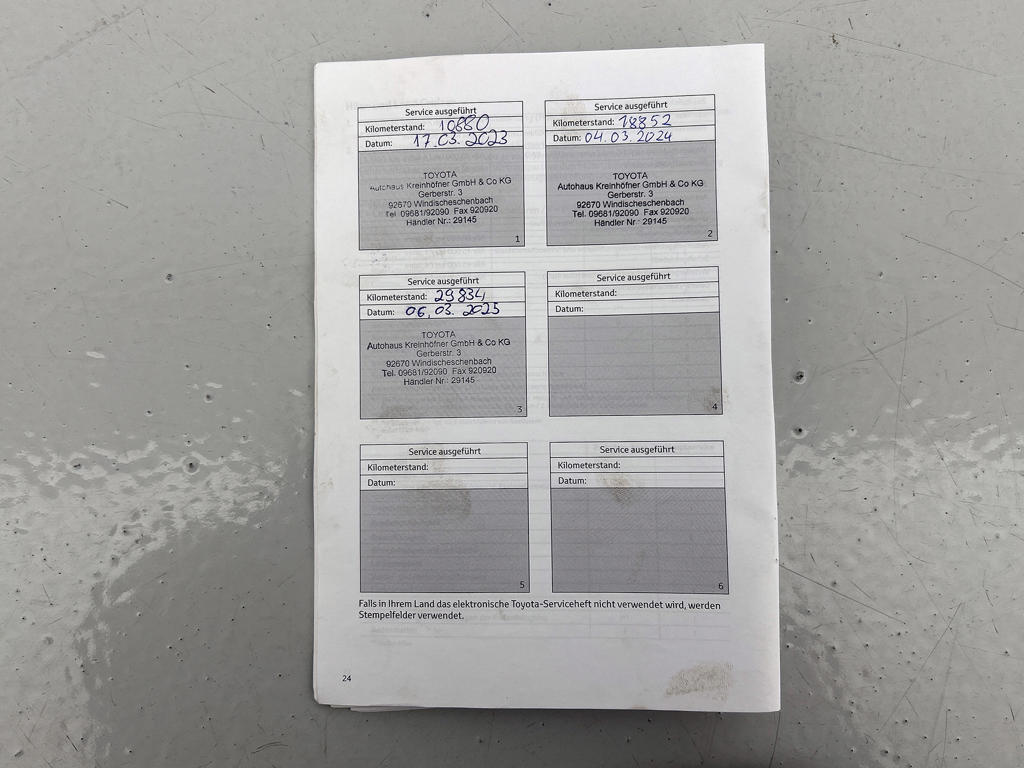 Service ausgeführt
Kilometerstand: 10680
Datum: 17.03.2023
TOYOTA
Autohaus Kreinhöfner GmbH & Co KG
Gerberstr. 3
92670 Windischeschenbach
Tel. 09681/92090 Fax 920920
Händler Nr.: 29145
1
Service ausgeführt
Kilometerstand: 18852
Datum: 04.03.2024
TOYOTA
Autohaus Kreinhöfner GmbH & Co KG
Gerberstr. 3
92670 Windischeschenbach
Tel. 09681/92090 Fax 920920
Händler Nr.: 29145
2
Service ausgeführt
Kilometerstand: 29834
Datum: 06.03.2025
TOYOTA
Autohaus Kreinhöfner GmbH & Co KG
Gerberstr. 3
92670 Windischeschenbach
Tel. 09681/92090 Fax 920920
Händler Nr.: 29145
3
Service ausgeführt
Kilometerstand:
Datum:
4
Service ausgeführt
Kilometerstand:
Datum:
5
Service ausgeführt
Kilometerstand:
Datum:
6
Falls in Ihrem Land das elektronische Toyota-Serviceheft nicht verwendet wird, werden
Stempelfelder verwendet.
24